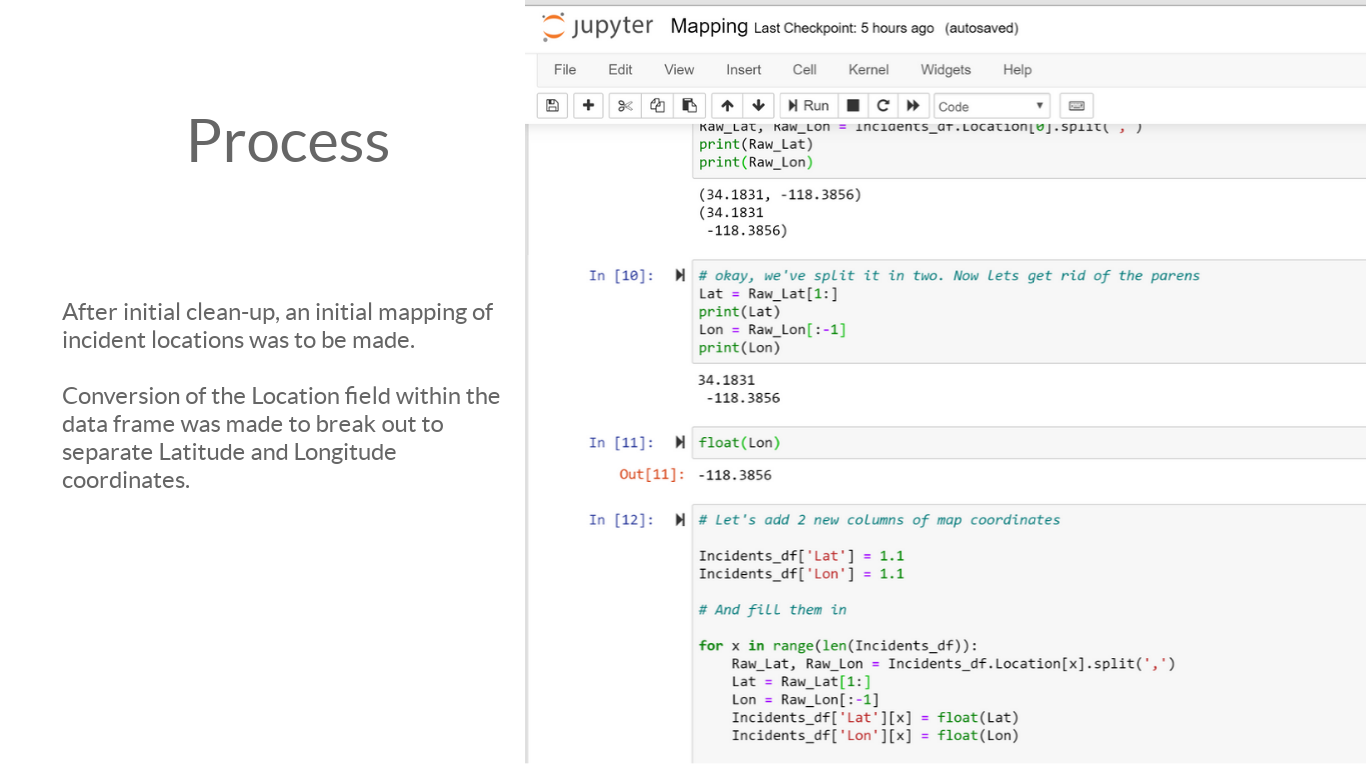 Process
After initial clean-up, an initial mapping of
incident locations was to be made.
Conversion of the Location field within the
data frame was made to break out to
separate Latitude and Longitude
coordinates.
jupyter Mapping Last Checkpoint: 5 hours ago (autosaved)
File Edit View Insert Cell Kernel Widgets Help
Run Code
Raw_Lat, Raw_Lon = Incidents_df.Location[0].split(',')
print(Raw_Lat)
print(Raw_Lon)
(34.1831, -118.3856)
(34.1831
-118.3856)
In [10]: # okay, we've split it in two. Now lets get rid of the parens
Lat = Raw_Lat[1:]
print(Lat)
Lon = Raw_Lon[:-1]
print(Lon)
34.1831
-118.3856
In [11]: float(Lon)
Out[11]: -118.3856
In [12]: # Let's add 2 new columns of map coordinates
Incidents_df['Lat'] = 1.1
Incidents_df['Lon'] = 1.1
# And fill them in
for x in range(len(Incidents_df)):
Raw_Lat, Raw_Lon = Incidents_df.Location[x].split(',')
Lat = Raw_Lat[1:]
Lon = Raw_Lon[:-1]
Incidents_df['Lat'][x] = float(Lat)
Incidents_df['Lon'][x] = float(Lon)